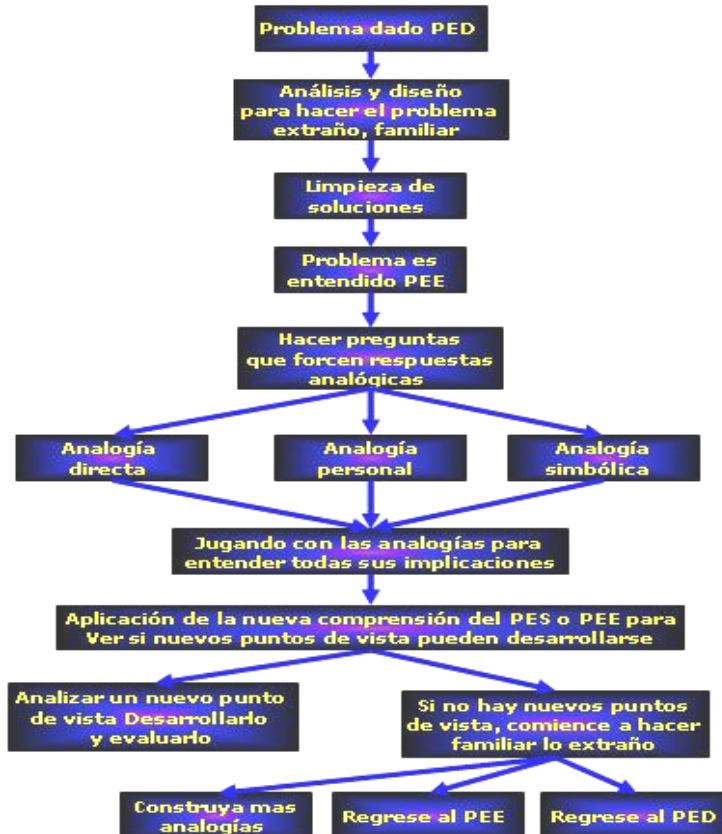 Problema dado PED
Análisis y diseño
para hacer el problema
extraño, familiar
Limpieza de
soluciones
Problema es
entendido PEE
Hacer preguntas
que forcen respuestas
analógicas
Analogía
directa
Analogía
personal
Analogía
simbólica
Jugando con las analogías para
entender todas sus implicaciones
Aplicación de la nueva comprensión del PES o PEE para
Ver si nuevos puntos de vista pueden desarrollarse
Analizar un nuevo punto
de vista Desarrollarlo
y evaluarlo
Si no hay nuevos puntos
de vista, comience a hacer
familiar lo extraño
Construya mas
analogías
Regrese al PEE
Regrese al PED